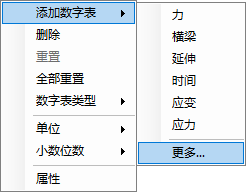 添加数字表
删除
重置
全部重置
数字表类型
单位
小数位数
属性
力
横梁
延伸
时间
应变
应力
更多...